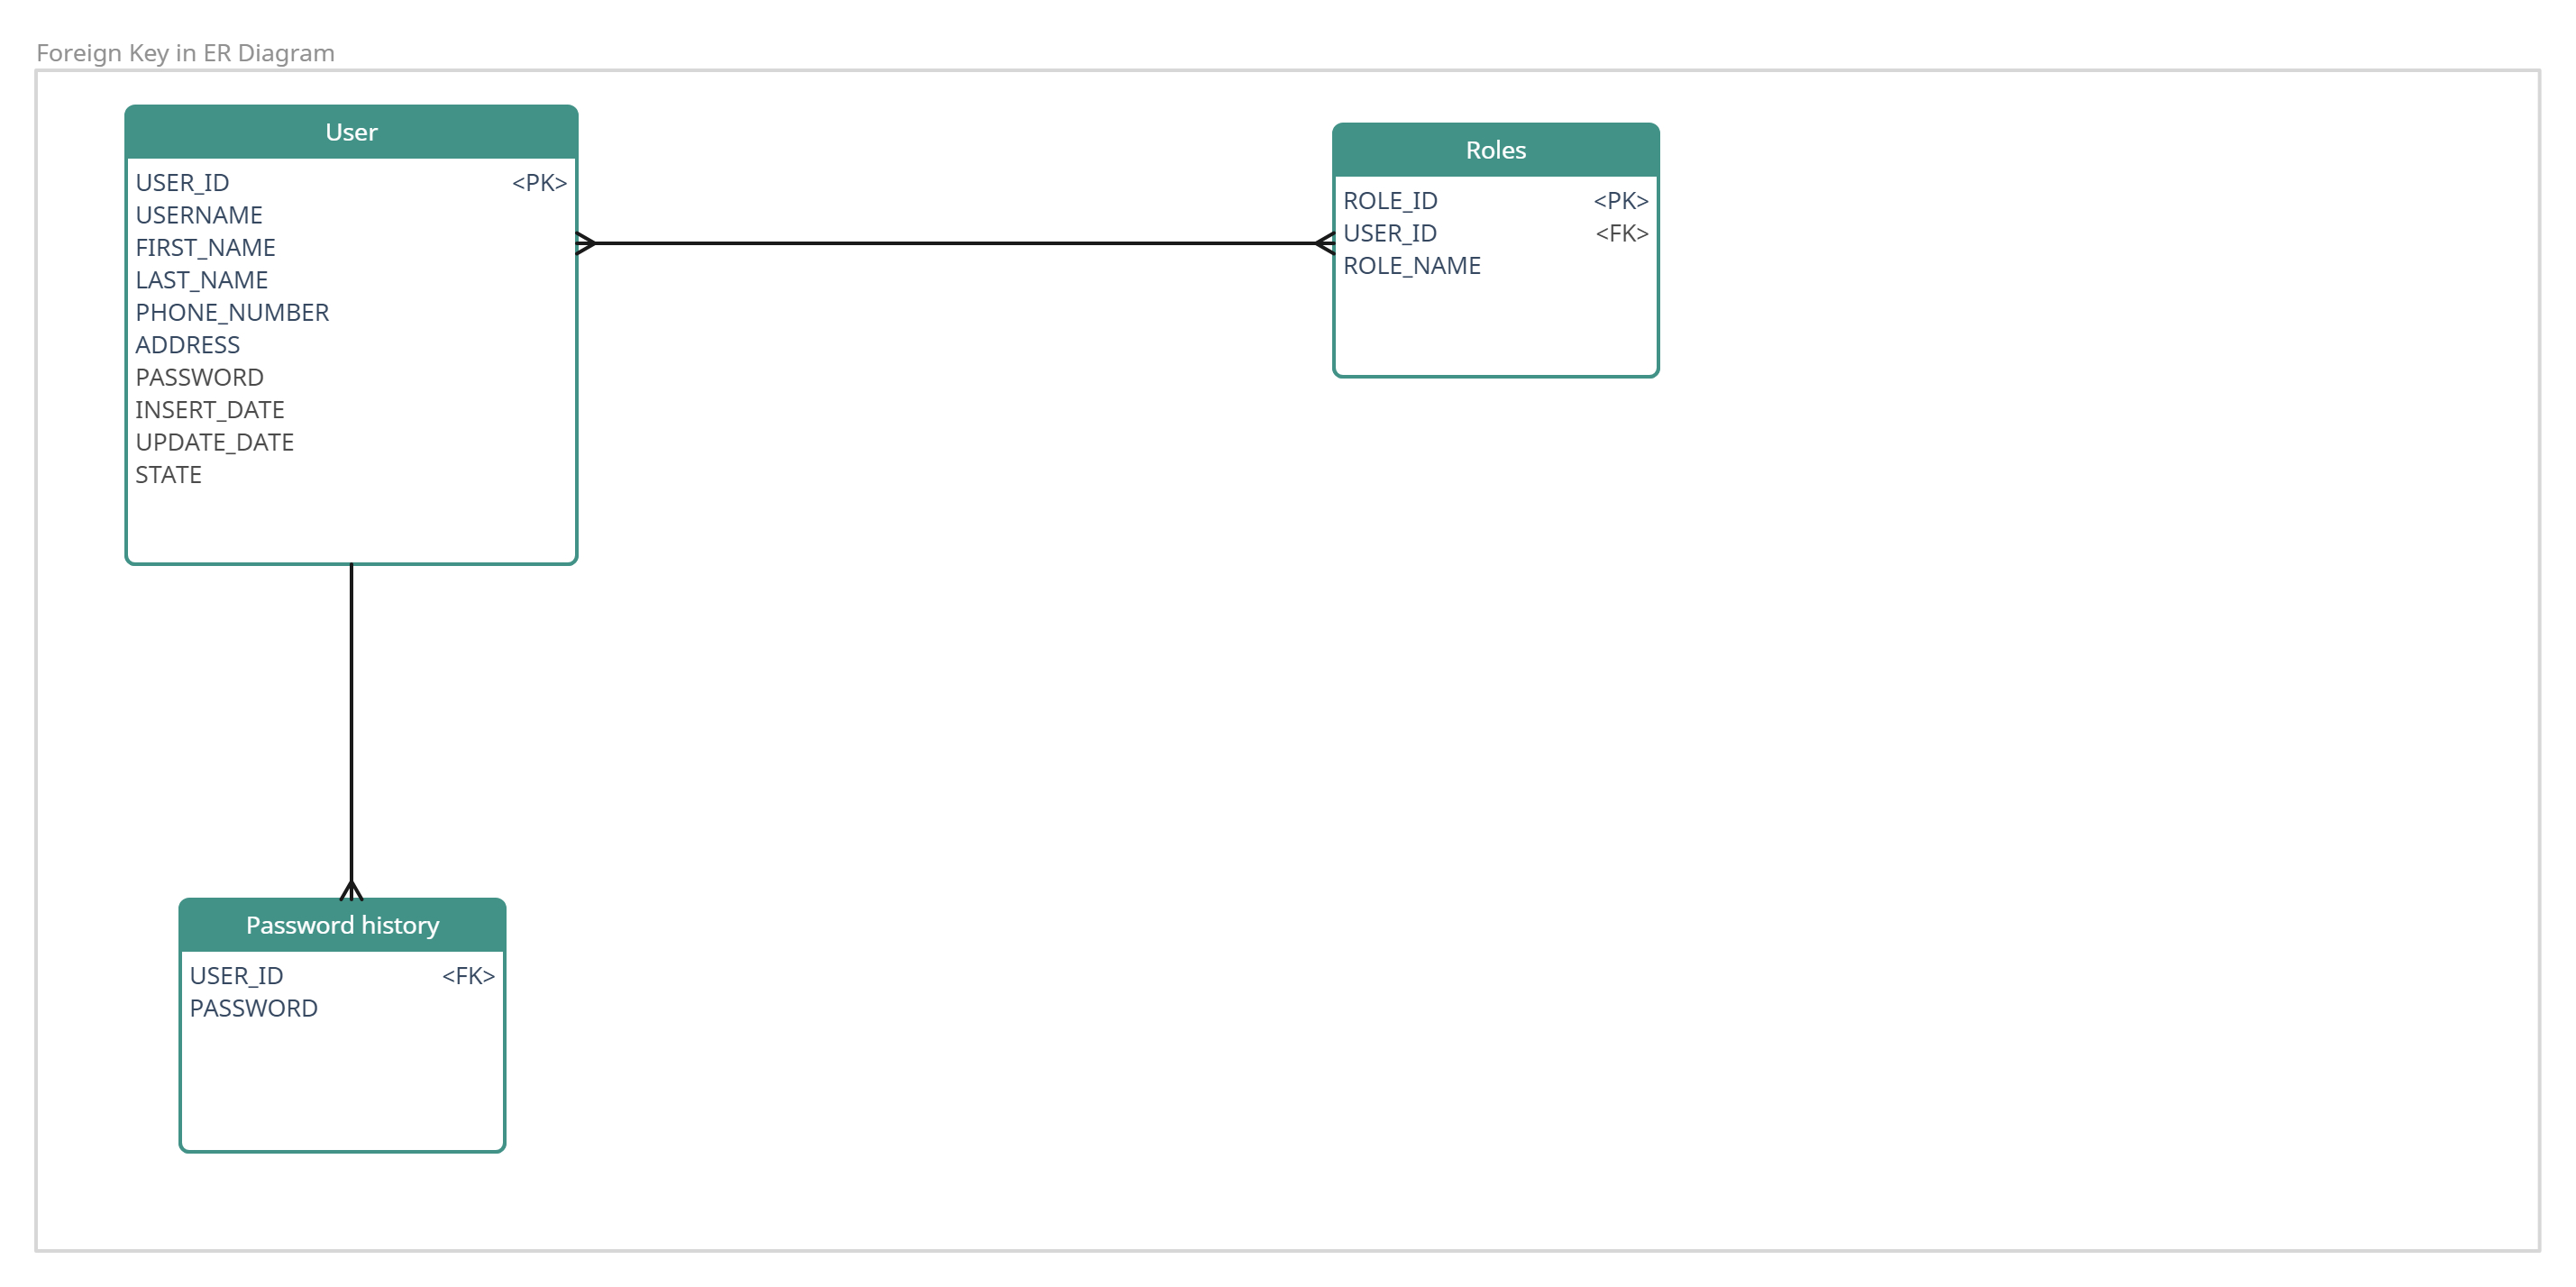 Foreign Key in ER Diagram
User
USER_ID <PK>
USERNAME
FIRST_NAME
LAST_NAME
PHONE_NUMBER
ADDRESS
PASSWORD
INSERT_DATE
UPDATE_DATE
STATE
Roles
ROLE_ID <PK>
USER_ID <FK>
ROLE_NAME
Password history
USER_ID <FK>
PASSWORD